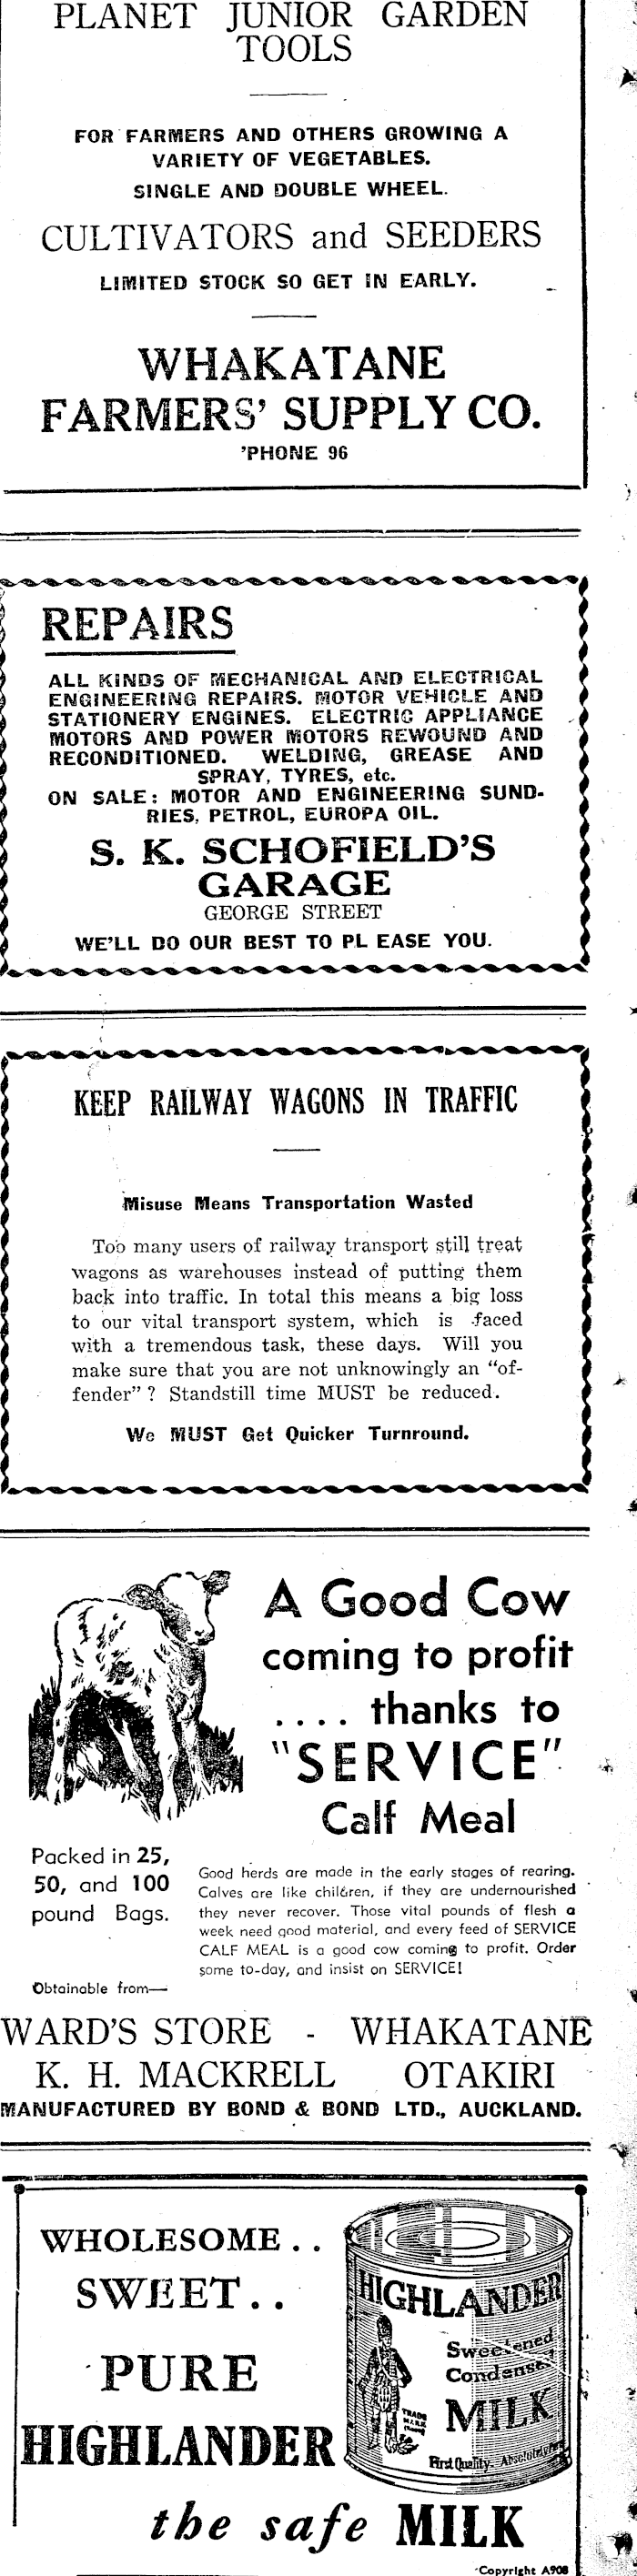 PLANET JUNIOR GARDEN
TOOLS
FOR FARMERS AND OTHERS GROWING A
VARIETY OF VEGETABLES.
SINGLE AND DOUBLE WHEEL.
CULTIVATORS and SEEDERS
LIMITED STOCK SO GET IN EARLY.
WHAKATANE
FARMERS' SUPPLY CO.
'PHONE 96
REPAIRS
ALL KINDS OF MECHANICAL AND ELECTRICAL
ENGINEERING REPAIRS. MOTOR VEHICLE AND
STATIONERY ENGINES. ELECTRIC APPLIANCE
MOTORS AND POWER MOTORS REWOUND AND
RECONDITIONED. WELDING, GREASE AND
SPRAY, TYRES, etc.
ON SALE: MOTOR AND ENGINEERING SUND-
RIES, PETROL, EUROPA OIL.
S. K. SCHOFIELD'S
GARAGE
GEORGE STREET
WE'LL DO OUR BEST TO PL EASE YOU.
KEEP RAILWAY WAGONS IN TRAFFIC
Misuse Means Transportation Wasted
Too many users of railway transport still treat
wagons as warehouses instead of putting them
back into traffic. In total this means a big loss
to our vital transport system, which is faced
with a tremendous task, these days. Will you
make sure that you are not unknowingly an "of-
fender"? Standstill time MUST be reduced.
We MUST Get Quicker Turnround.
A Good Cow
coming to profit
.... thanks to
"SERVICE"
Calf Meal
Packed in 25,
50, and 100
pound Bags.
Good herds are made in the early stages of rearing.
Calves are like children, if they are undernourished
they never recover. Those vital pounds of flesh a
week need good material, and every feed of SERVICE
CALF MEAL is a good cow coming to profit. Order
some to-day, and insist on SERVICE!
Obtainable from—
WARD'S STORE - WHAKATANE
K. H. MACKRELL OTAKIRI
MANUFACTURED BY BOND & BOND LTD., AUCKLAND.
WHOLESOME . .
SWEET . .
PURE
HIGHLANDER
the safe MILK
HIGHLANDER
Sweetened
Condensed
MILK
TRADE
MARK
First Quality. Absolutely
Copyright A908